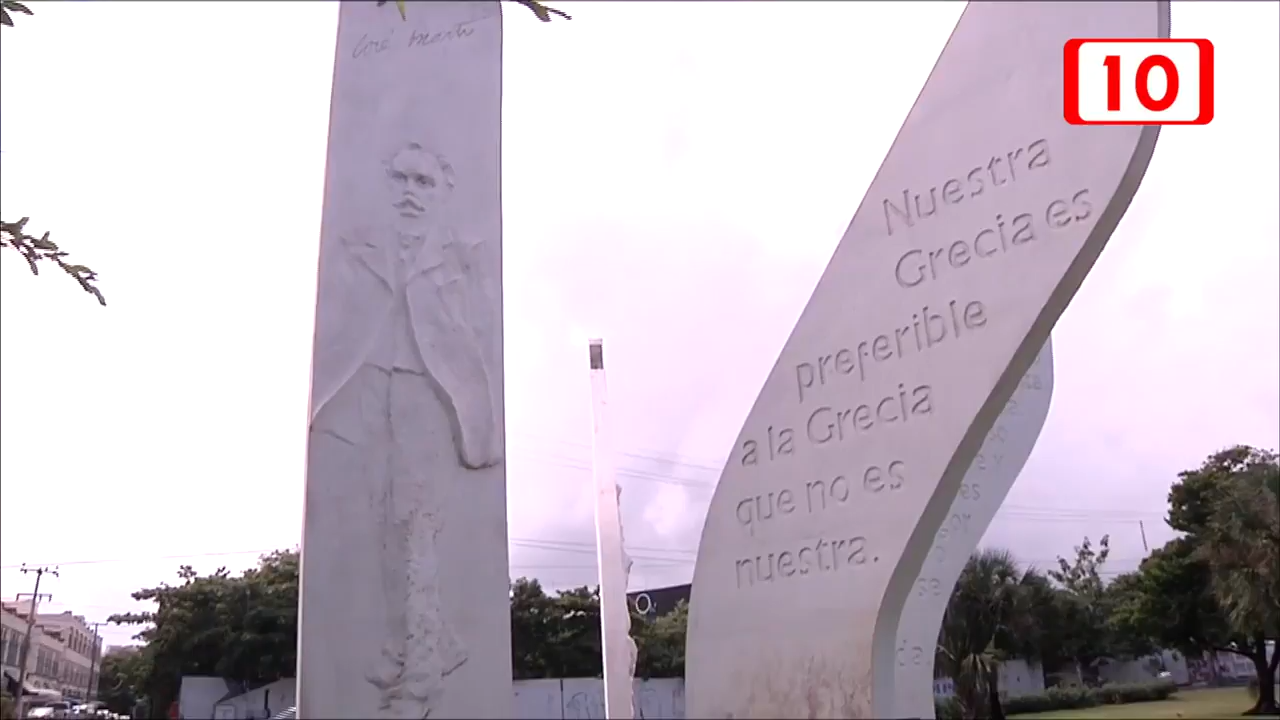 José Martí
10
Nuestra
Grecia es
preferible
a la Grecia
que no es
nuestra.